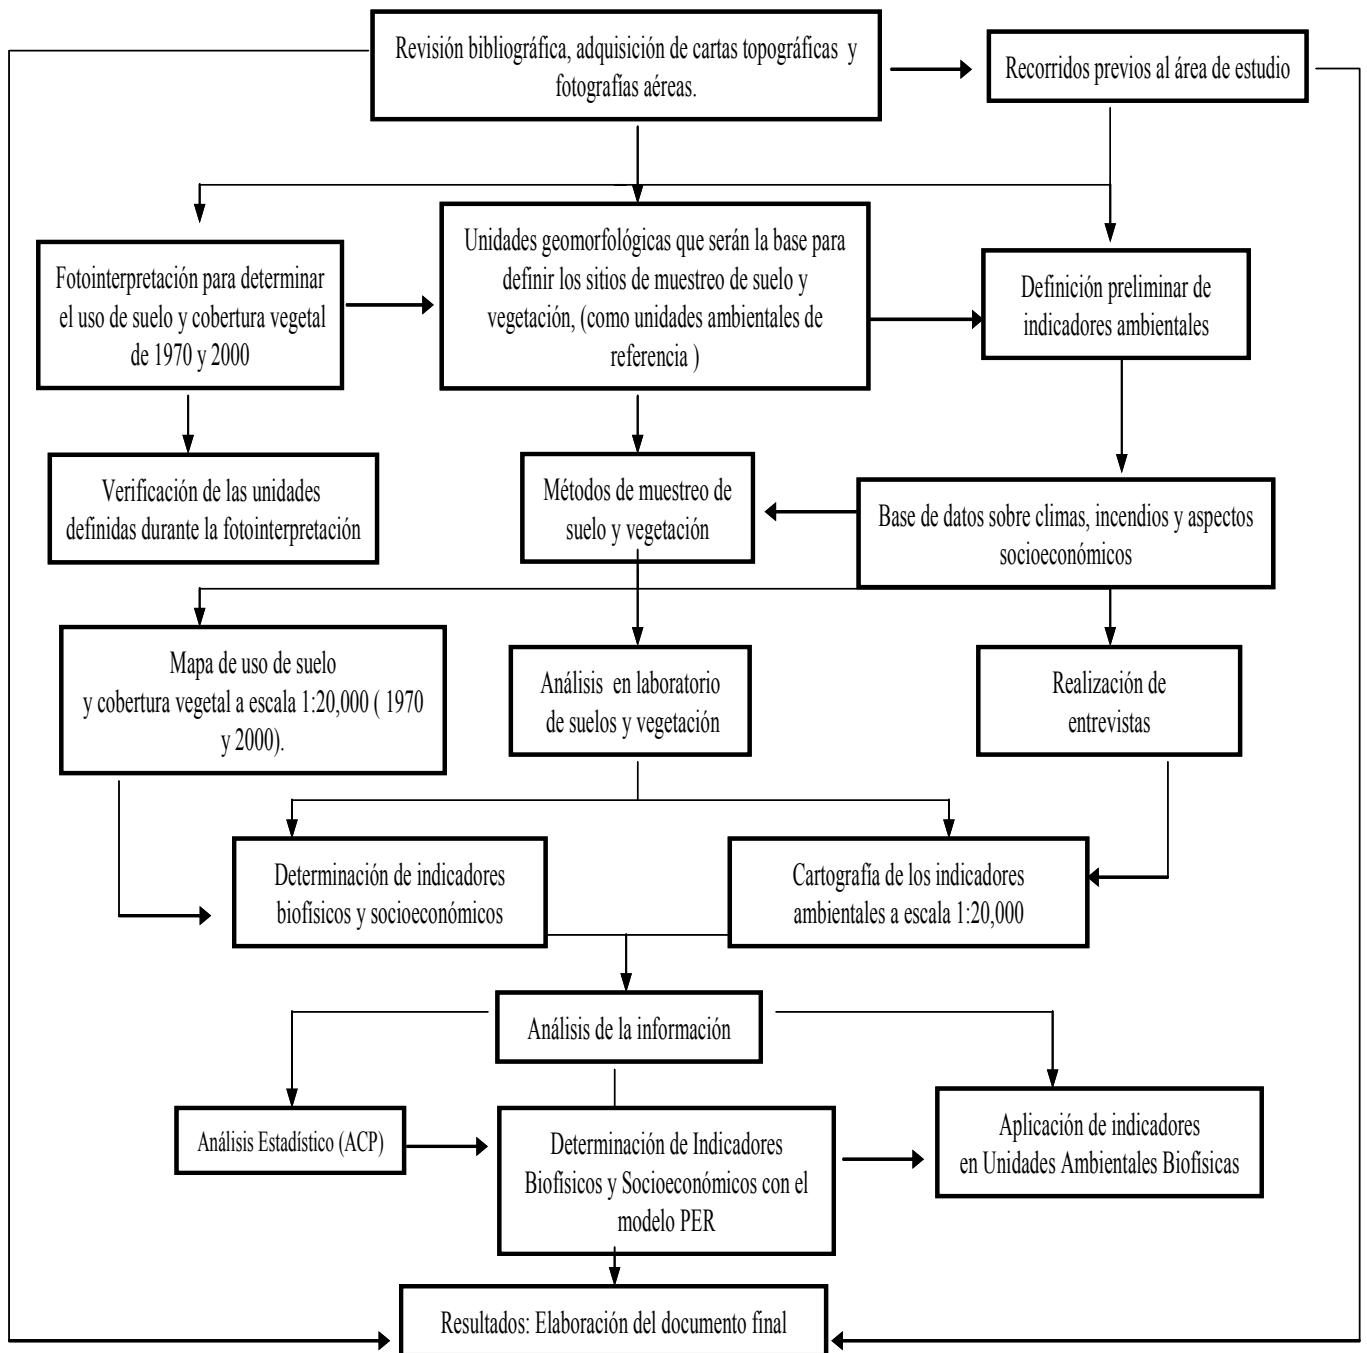 Revisión bibliográfica, adquisición de cartas topográficas y
fotografías aéreas.
Recorridos previos al área de estudio
Fotointerpretación para determinar
el uso de suelo y cobertura vegetal
de 1970 y 2000
Unidades geomorfológicas que serán la base para
definir los sitios de muestreo de suelo y
vegetación, (como unidades ambientales de
referencia )
Definición preliminar de
indicadores ambientales
Verificación de las unidades
definidas durante la fotointerpretación
Métodos de muestreo de
suelo y vegetación
Base de datos sobre climas, incendios y aspectos
socioeconómicos
Mapa de uso de suelo
y cobertura vegetal a escala 1:20,000 ( 1970
y 2000).
Análisis en laboratorio
de suelos y vegetación
Realización de
entrevistas
Determinación de indicadores
biofísicos y socioeconómicos
Cartografía de los indicadores
ambientales a escala 1:20,000
Análisis de la información
Análisis Estadístico (ACP)
Determinación de Indicadores
Biofísicos y Socioeconómicos con el
modelo PER
Aplicación de indicadores
en Unidades Ambientales Biofísicas
Resultados: Elaboración del documento final